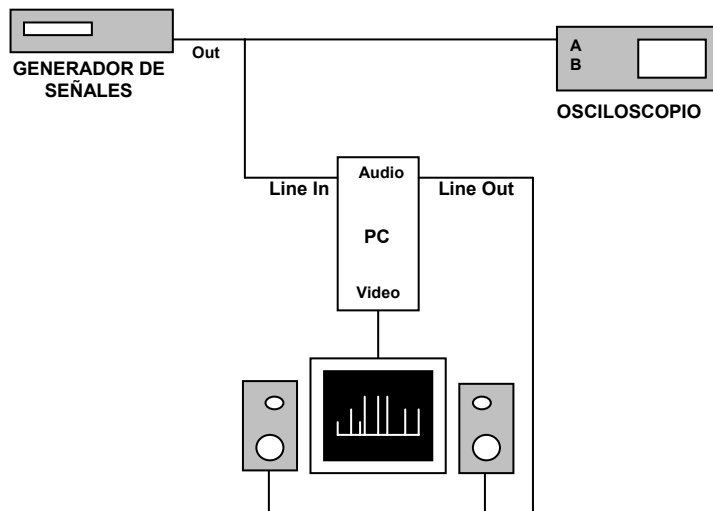 Out
A
B
GENERADOR DE
SEÑALES
OSCILOSCOPIO
Audio
Line In
Line Out
PC
Video